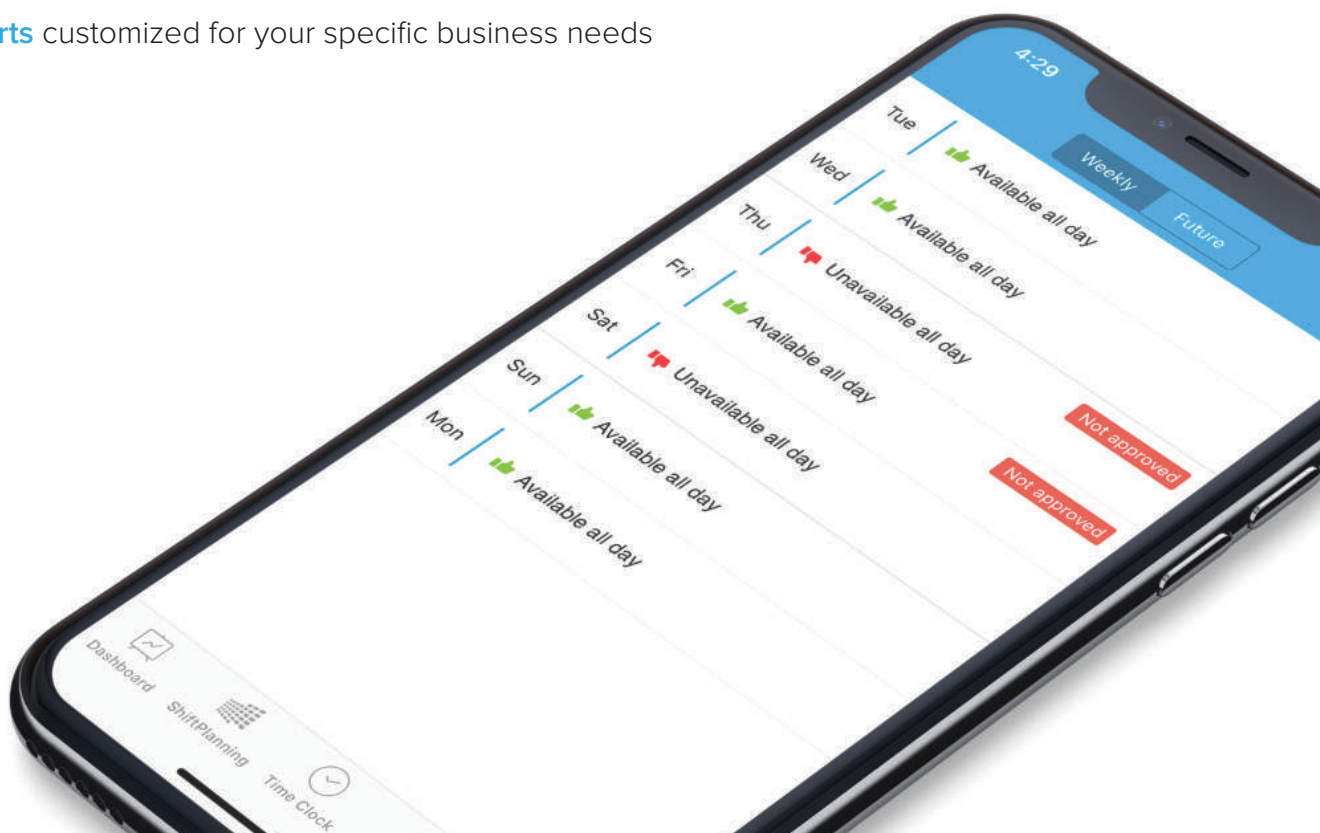 rts customized for your specific business needs
4:29
Weekly Future
Tue Available all day
Wed Available all day
Thu Unavailable all day Not approved
Fri Available all day
Sat Unavailable all day Not approved
Sun Available all day
Mon Available all day
Dashboard ShiftPlanning Time Clock